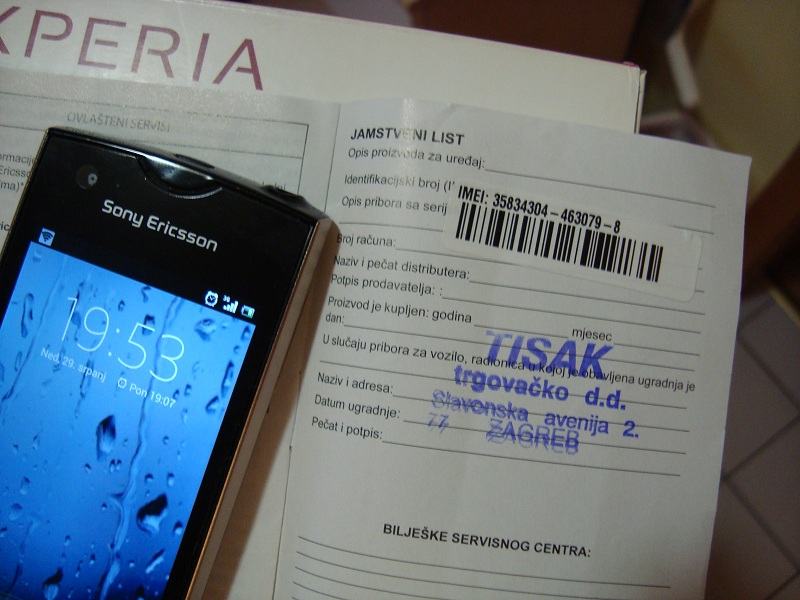 XPERIA
OVLAŠTENI SERVISI
Sony Ericsson
19:53
Ned, 29. srpanj
Pon 19:07
JAMSTVENI LIST
Opis proizvoda za uređaj:
Identifikacijski broj
IMEI: 35834304-463079-8
Opis pribora sa serij
Broj računa:
Naziv i pečat distributera:
Potpis prodavatelja: :
Proizvod je kupljen: godina mjesec
dan:
U slučaju pribora za vozilo, radionica u kojoj je obavljena ugradnja je
Naziv i adresa:
Datum ugradnje:
Pečat i potpis:
TISAK
trgovačko d.d.
Slavonska avenija 2.
77 ZAGREB
BILJEŠKE SERVISNOG CENTRA: